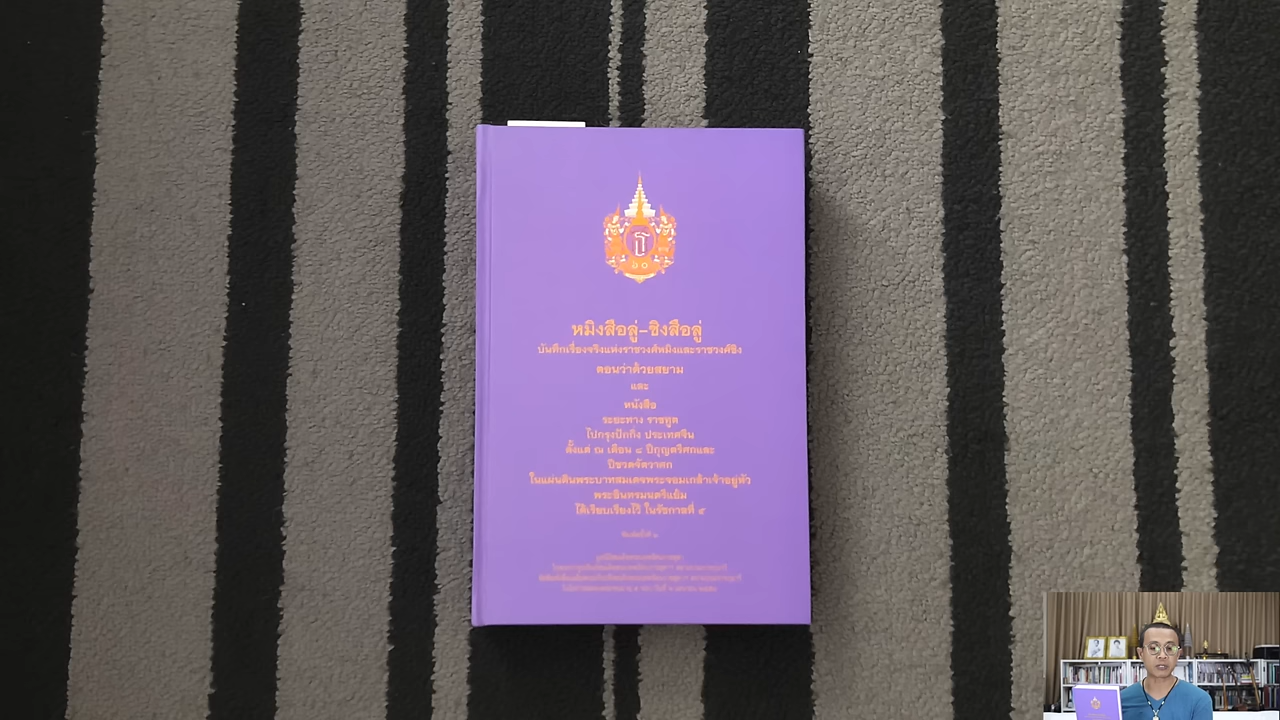 หมิงสือลู่-ชิงสือลู่
บันทึกเรื่องจริงแห่งราชวงศ์หมิงและราชวงศ์ชิง
ตอนว่าด้วยสยาม
และ
หนังสือ
ระยะทาง ราชทูต
ไปกรุงปักกิ่ง ประเทศจีน
ตั้งแต่ ณ เดือน ๘ ปีกุญตรีศกและ
ปีชวดจัตวาศก
ในแผ่นดินพระบาทสมเดจพระจอมเกล้าเจ้าอยู่หัว
พระอินทรมนตรีแย้ม
ได้เรียบเรียงไว้ ในรัชกาลที่ ๕